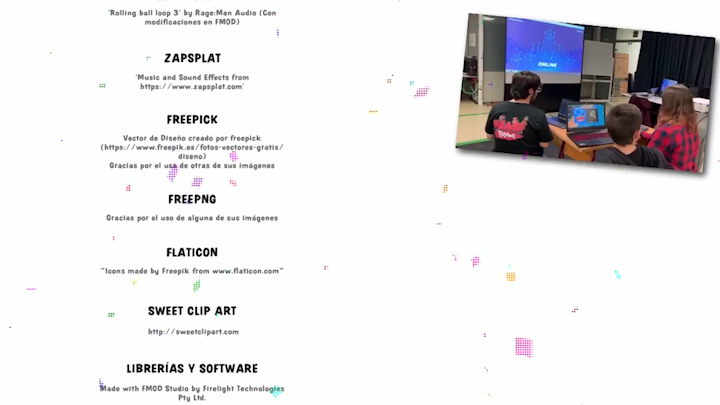 'Rolling ball loop 3' by Rage:Man Audio (Con
modificaciones en FMOD)
ZAPSPLAT
'Music and Sound Effects from
https://www.zapsplat.com'
FREEPICK
Vector de Diseño creado por freepick
(https://www.freepik.es/fotos-vectores-gratis/
diseno)
Gracias por el uso de otras de sus imágenes
FREEPNG
Gracias por el uso de alguna de sus imágenes
FLATICON
"Icons made by Freepik from www.flaticon.com"
SWEET CLIP ART
http://sweetclipart.com
LIBRERÍAS Y SOFTWARE
Made with FMOD Studio by Firelight Technologies
Pty Ltd.
ONLINE